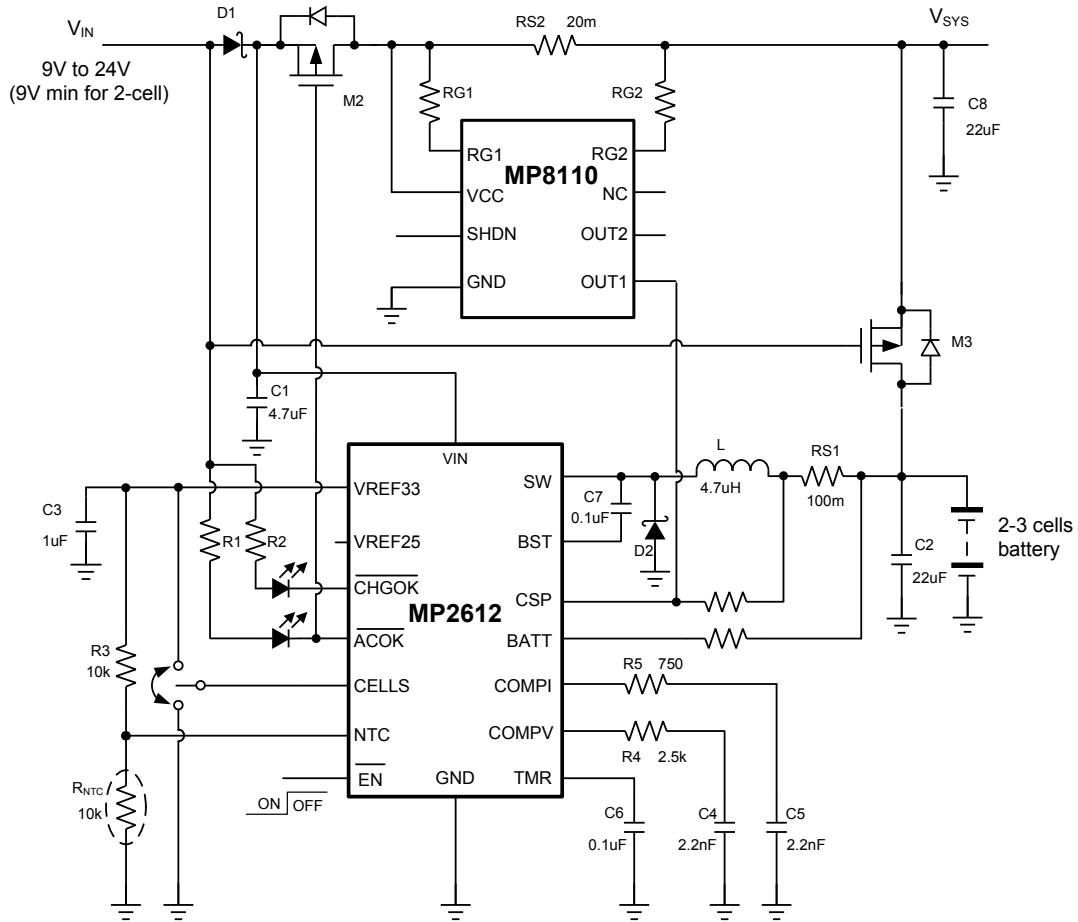 D1
VIN
9V to 24V
(9V min for 2-cell)
M2
RS2 20m
VSYS
RG1
RG2
C8
22uF
RG1
RG2
MP8110
VCC
NC
SHDN
OUT2
GND
OUT1
M3
C1
4.7uF
VIN
L
4.7uH
RS1
100m
SW
C7
0.1uF
BST
D2
C3
1uF
VREF33
R1
R2
VREF25
CHGOK
MP2612
CSP
C2
22uF
2-3 cells
battery
ACOK
BATT
R3
10k
CELLS
COMPI
R5 750
NTC
COMPV
R4 2.5k
RNTC
10k
EN
GND
TMR
ON OFF
C6
0.1uF
C4
2.2nF
C5
2.2nF